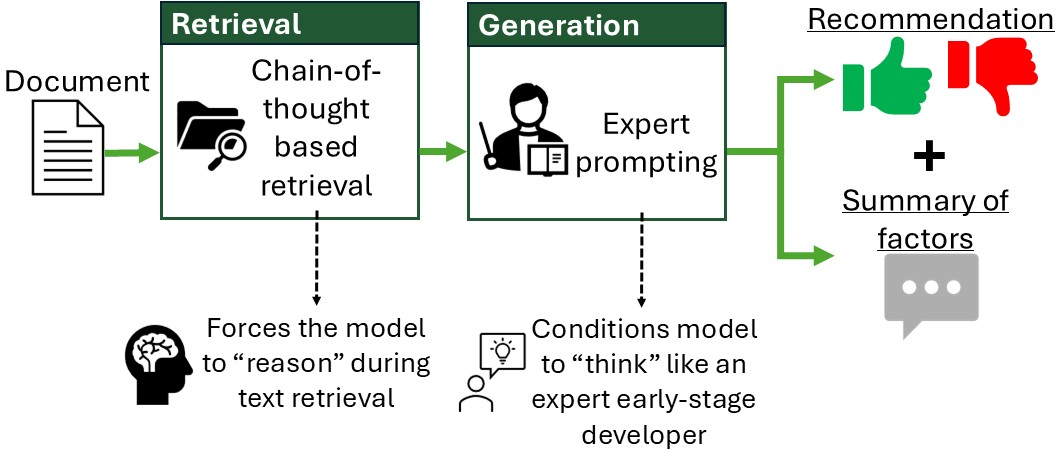 Document
Retrieval
Chain-of-
thought
based
retrieval
Generation
Expert
prompting
Recommendation
+
Summary of
factors
Forces the model
to “reason” during
text retrieval
Conditions model
to “think” like an
expert early-stage
developer